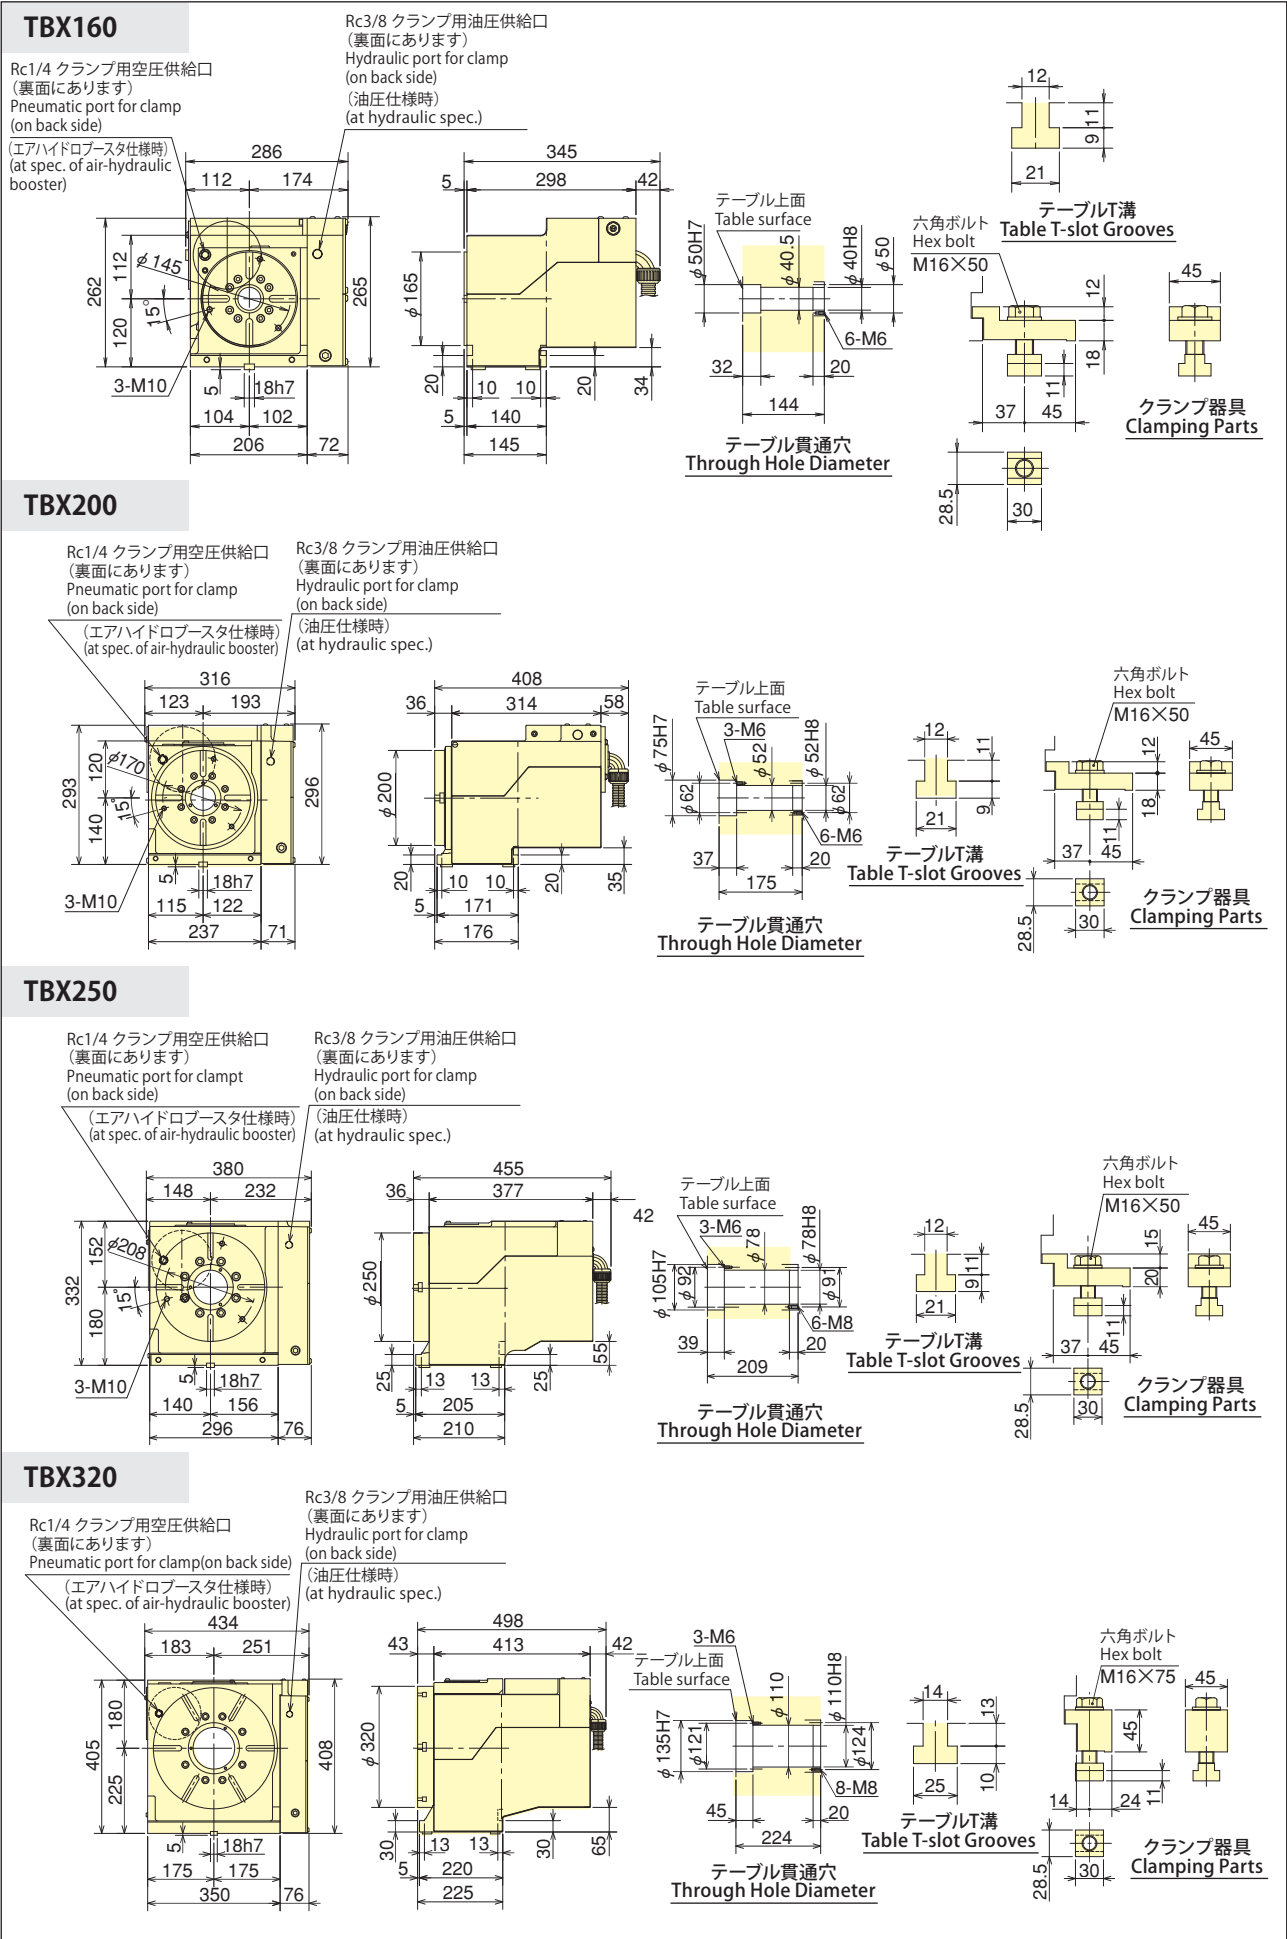 TBX160
Rc3/8 クランプ用油圧供給口
（裏面にあります）
Hydraulic port for clamp
(on back side)
（油圧仕様時）
(at hydraulic spec.)
Rc1/4 クランプ用空圧供給口
（裏面にあります）
Pneumatic port for clamp
(on back side)
（エアハイドロブースタ仕様時）
(at spec. of air-hydraulic
booster)
286
112 174
262
112
120
φ145
15°
265
3-M10
5
18h7
104 102
206 72
345
5 298 42
φ165
20
10 10
20
34
5 140
145
テーブル上面
Table surface
φ50H7
φ40.5
φ40H8
φ50
6-M6
32 20
144
テーブル貫通穴
Through Hole Diameter
12
11
9
21
テーブルT溝
Table T-slot Grooves
六角ボルト
Hex bolt
M16×50
12
18
11
37 45
45
クランプ器具
Clamping Parts
28.5
30
TBX200
Rc1/4 クランプ用空圧供給口
（裏面にあります）
Pneumatic port for clamp
(on back side)
（エアハイドロブースタ仕様時）
(at spec. of air-hydraulic booster)
Rc3/8 クランプ用油圧供給口
（裏面にあります）
Hydraulic port for clamp
(on back side)
（油圧仕様時）
(at hydraulic spec.)
316
123 193
293
120
140
φ170
15°
296
3-M10
5
18h7
115 122
237 71
408
36 314 58
φ200
20
10 10
20
35
5 171
176
テーブル上面
Table surface
3-M6
φ75H7
φ62
φ52
φ52H8
φ62
6-M6
37 20
175
テーブル貫通穴
Through Hole Diameter
12
11
9
21
テーブルT溝
Table T-slot Grooves
六角ボルト
Hex bolt
M16×50
12
18
11
37 45
45
28.5
30
クランプ器具
Clamping Parts
TBX250
Rc1/4 クランプ用空圧供給口
（裏面にあります）
Pneumatic port for clampt
(on back side)
（エアハイドロブースタ仕様時）
(at spec. of air-hydraulic booster)
Rc3/8 クランプ用油圧供給口
（裏面にあります）
Hydraulic port for clamp
(on back side)
（油圧仕様時）
(at hydraulic spec.)
380
148 232
332
152
180
φ208
15°
3-M10
5
18h7
140 156
296 76
455
36 377
42
φ250
25
13 13
25
55
5 205
210
テーブル上面
Table surface
3-M6
φ105H7
φ92
φ78
φ78H8
φ91
6-M8
39 20
209
テーブル貫通穴
Through Hole Diameter
12
11
9
21
テーブルT溝
Table T-slot Grooves
六角ボルト
Hex bolt
M16×50
15
20
11
37 45
45
28.5
30
クランプ器具
Clamping Parts
TBX320
Rc3/8 クランプ用油圧供給口
（裏面にあります）
Hydraulic port for clamp
(on back side)
（油圧仕様時）
(at hydraulic spec.)
Rc1/4 クランプ用空圧供給口
（裏面にあります）
Pneumatic port for clamp(on back side)
（エアハイドロブースタ仕様時）
(at spec. of air-hydraulic booster)
434
183 251
405
180
225
408
5
18h7
175 175
350 76
498
43 413 42
φ320
30
13 13
30
65
5 220
225
3-M6
テーブル上面
Table surface
φ135H7
φ121
φ110
φ110H8
φ124
8-M8
45 20
224
テーブル貫通穴
Through Hole Diameter
14
13
10
25
テーブルT溝
Table T-slot Grooves
六角ボルト
Hex bolt
M16×75
45
45
11
14 24
28.5
30
クランプ器具
Clamping Parts